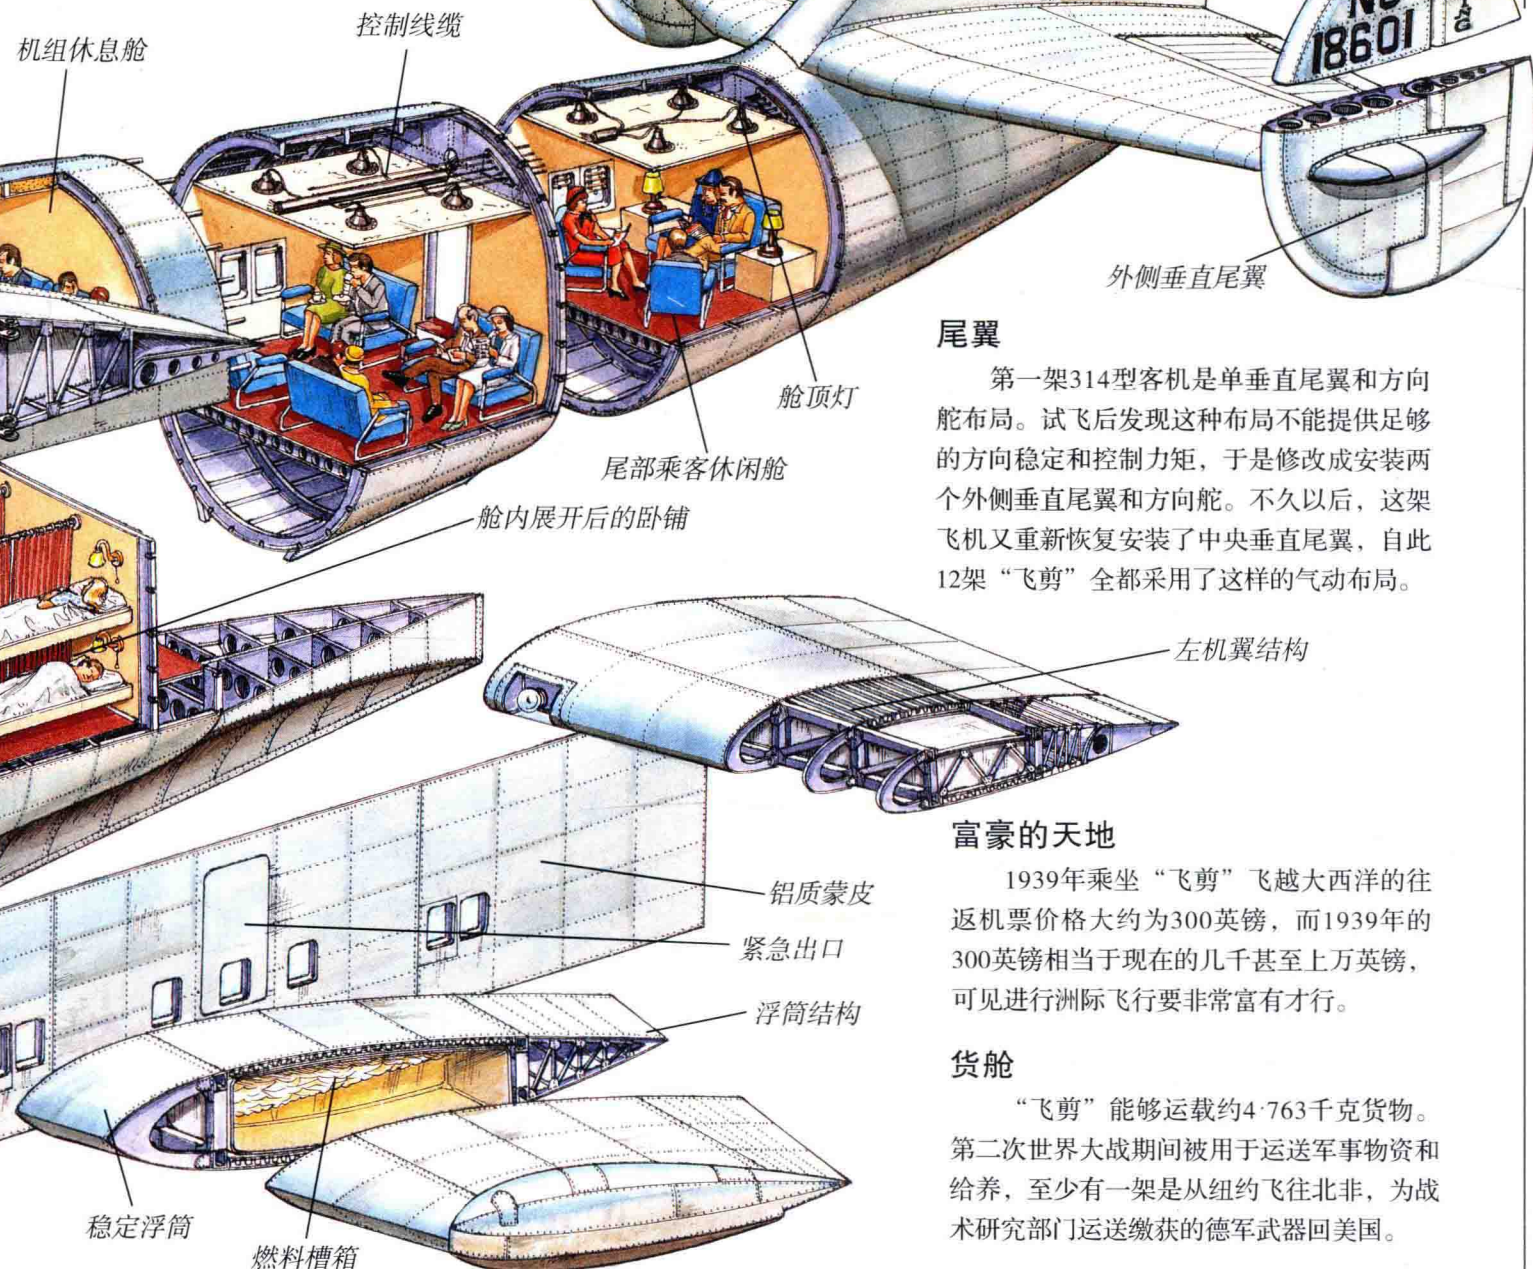 控制线缆
机组休息舱
18601
外侧垂直尾翼
舱顶灯
尾部乘客休闲舱
舱内展开后的卧铺
尾翼
第一架314型客机是单垂直尾翼和方向
舵布局。试飞后发现这种布局不能提供足够
的方向稳定和控制力矩，于是修改成安装两
个外侧垂直尾翼和方向舵。不久以后，这架
飞机又重新恢复安装了中央垂直尾翼，自此
12架“飞剪”全都采用了这样的气动布局。
左机翼结构
铝质蒙皮
紧急出口
浮筒结构
稳定浮筒
燃料槽箱
富豪的天地
1939年乘坐“飞剪”飞越大西洋的往
返机票价格大约为300英镑，而1939年的
300英镑相当于现在的几千甚至上万英镑，
可见进行洲际飞行要非常富有才行。
货舱
“飞剪”能够运载约4·763千克货物。
第二次世界大战期间被用于运送军事物资和
给养，至少有一架是从纽约飞往北非，为战
术研究部门运送缴获的德军武器回美国。